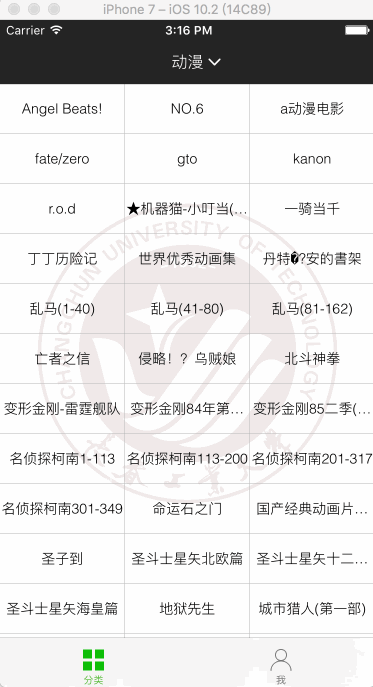 iPhone 7 – iOS 10.2 (14C89)
Carrier 3:16 PM
动漫
Angel Beats! NO.6 a动漫电影
fate/zero gto kanon
r.o.d ★机器猫-小叮当(... 一骑当千
丁丁历险记 世界优秀动画集 丹特�?安的書架
乱马(1-40) 乱马(41-80) 乱马(81-162)
亡者之信 侵略！？乌贼娘 北斗神拳
变形金刚-雷霆舰队 变形金刚84年第... 变形金刚85二季(...
名侦探柯南1-113 名侦探柯南113-200 名侦探柯南201-317
名侦探柯南301-349 命运石之门 国产经典动画片...
圣子到 圣斗士星矢北欧篇 圣斗士星矢十二...
圣斗士星矢海皇篇 地狱先生 城市猎人(第一部)
CHANGCHUN UNIVERSITY OF TECHNOLOGY
分类 我